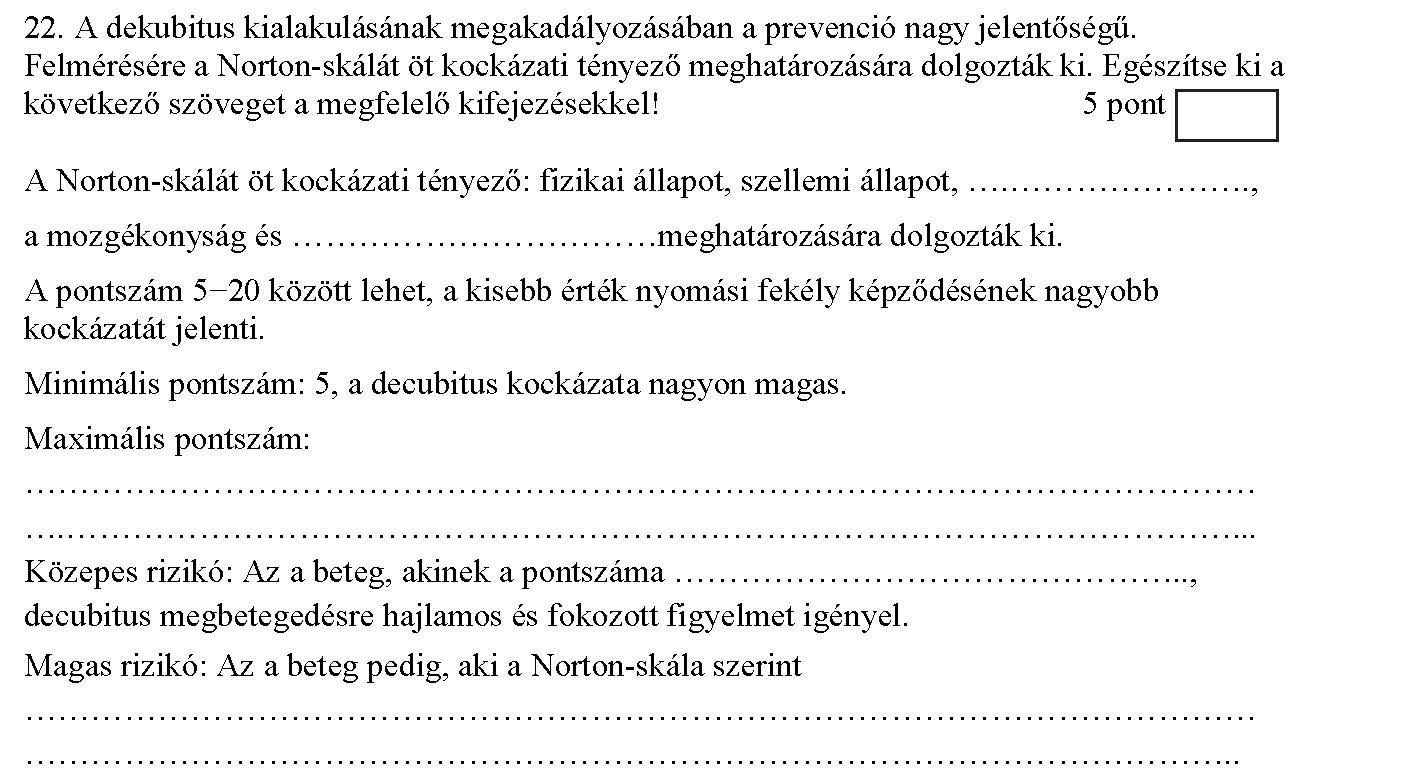 22. A dekubitus kialakulásának megakadályozásában a prevenció nagy jelentőségű.
Felmérésére a Norton-skálát öt kockázati tényező meghatározására dolgozták ki. Egészítse ki a
következő szöveget a megfelelő kifejezésekkel! 5 pont
A Norton-skálát öt kockázati tényező: fizikai állapot, szellemi állapot, ……………………….,
a mozgékonyság és ………………………………meghatározására dolgozták ki.
A pontszám 5−20 között lehet, a kisebb érték nyomási fekély képződésének nagyobb
kockázatát jelenti.
Minimális pontszám: 5, a decubitus kockázata nagyon magas.
Maximális pontszám:
……………………………………………………………………………………………………………
….………………………………………………………………………………………………………...
Közepes rizikó: Az a beteg, akinek a pontszáma …………………………………………..,
decubitus megbetegedésre hajlamos és fokozott figyelmet igényel.
Magas rizikó: Az a beteg pedig, aki a Norton-skála szerint
……………………………………………………………………………………………………………
…………………………………………………………………………………………………………..